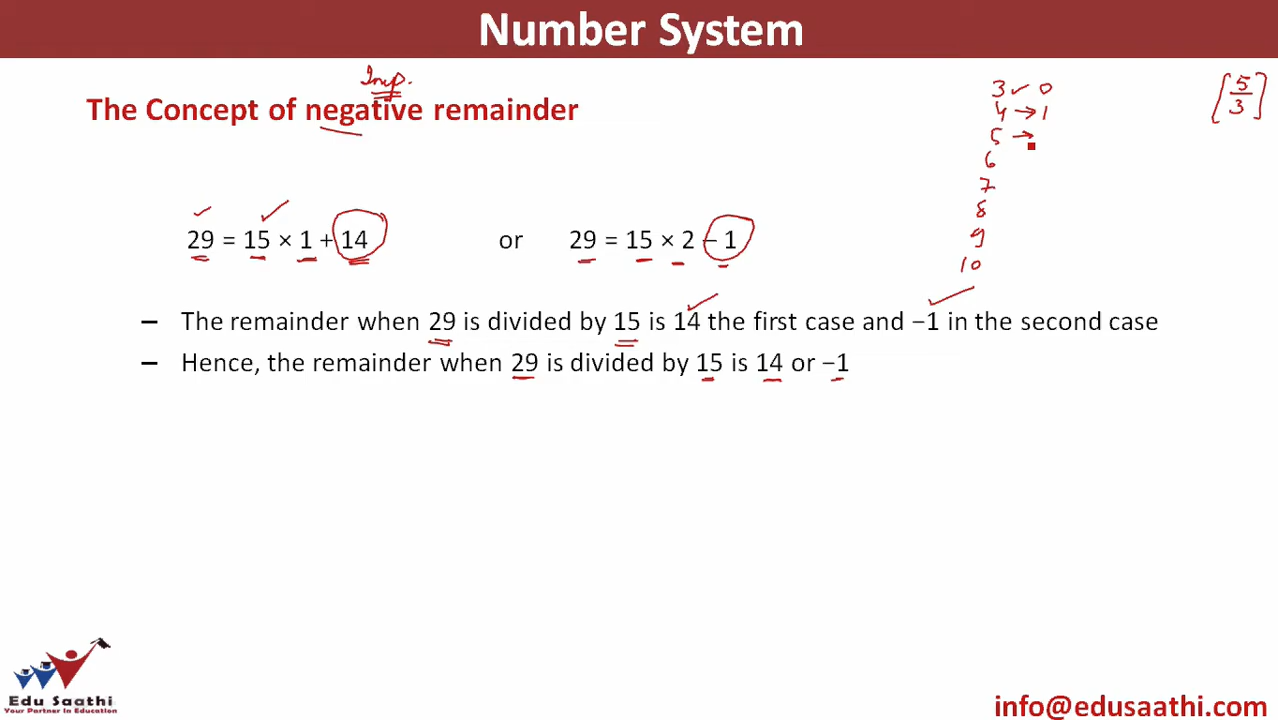 Number System
Imp.
The Concept of negative remainder
3 ✓ 0
4 → 1
5 →
6
7
8
9
10
[5/3]
29 = 15 × 1 + 14 or 29 = 15 × 2 − 1
– The remainder when 29 is divided by 15 is 14 the first case and −1 in the second case
– Hence, the remainder when 29 is divided by 15 is 14 or −1
Edu Saathi
Your Partner in Education
info@edusaathi.com